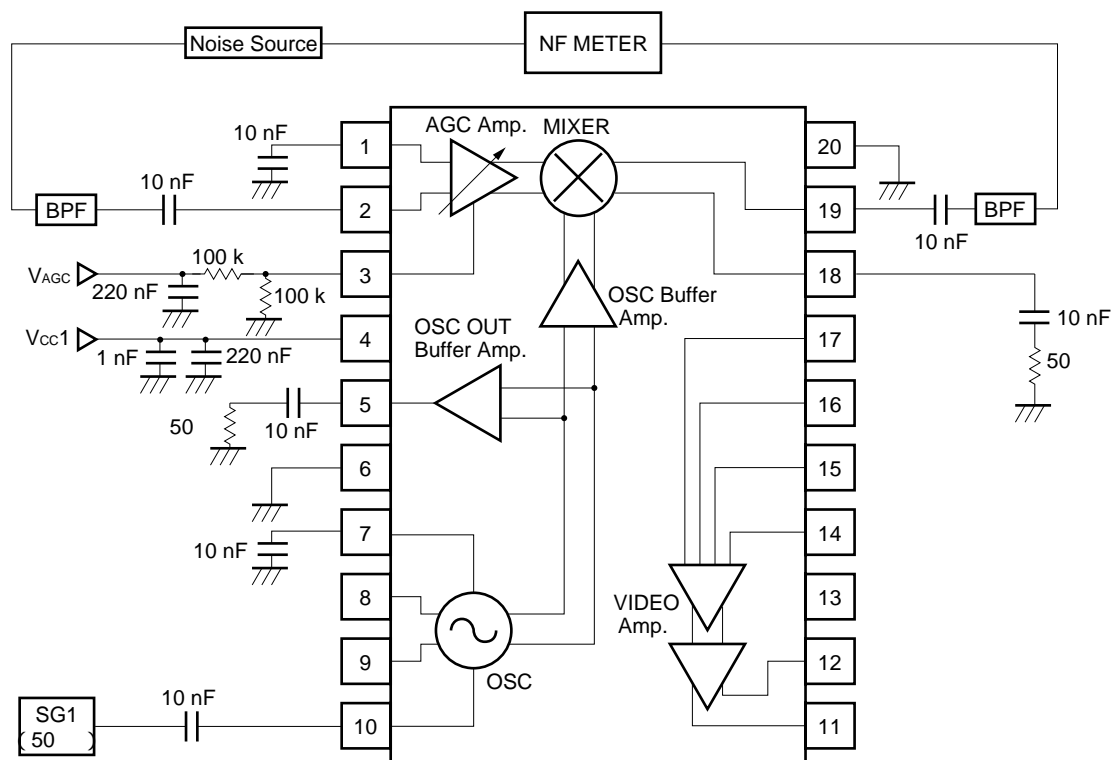 Noise Source
NF METER
10 nF
1
AGC Amp.
MIXER
20
10 nF
BPF
2
19
BPF
10 nF
VAGC
100 k
3
18
220 nF
100 k
OSC Buffer
Amp.
10 nF
VCC1
4
OSC OUT
Buffer Amp.
17
1 nF
220 nF
50
5
16
50
10 nF
6
15
7
14
10 nF
8
VIDEO
Amp.
13
9
12
OSC
10 nF
SG1
( 50 )
10
11